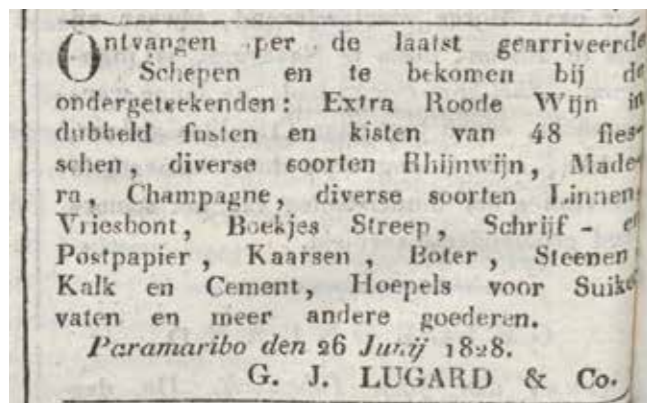 Ontvangen per de laatst gearriveerde
Schepen en te bekomen bij de
ondergeteekenden: Extra Roode Wijn in
dubbeld fusten en kisten van 48 fles-
schen, diverse soorten Rhijnwijn, Made-
ra, Champagne, diverse soorten Linnen
Vriesbont, Boekjes Streep, Schrijf- en
Postpapier, Kaarsen, Boter, Steenen
Kalk en Cement, Hoepels voor Suiker
vaten en meer andere goederen.
Paramaribo den 26 Junij 1828.
G. J. LUGARD & Co.